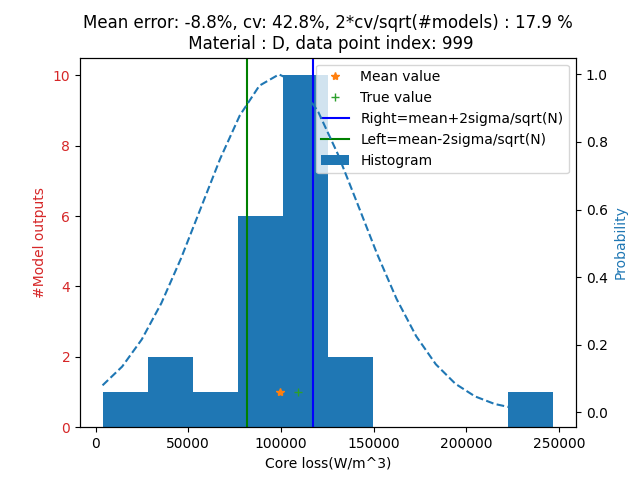 Mean error: -8.8%, cv: 42.8%, 2*cv/sqrt(#models) : 17.9 %
Material : D, data point index: 999
Mean value
True value
Right=mean+2sigma/sqrt(N)
Left=mean-2sigma/sqrt(N)
Histogram
#Model outputs
10
8
6
4
2
0
1.0
0.8
0.6
0.4
0.2
0.0
Probability
0 50000 100000 150000 200000 250000
Core loss(W/m^3)